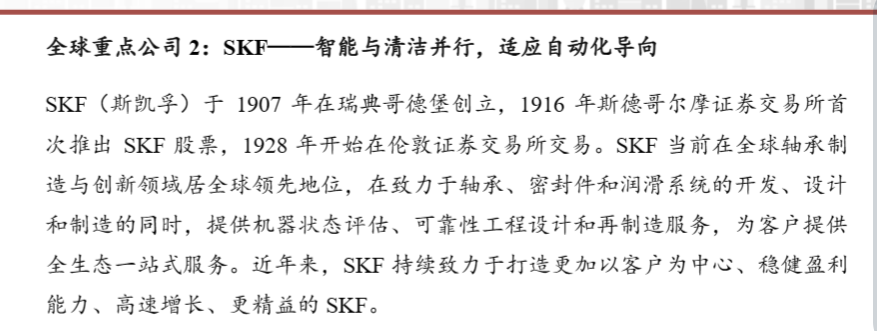 全球重点公司 2：SKF——智能与清洁并行，适应自动化导向
SKF（斯凯孚）于 1907 年在瑞典哥德堡创立，1916 年斯德哥尔摩证券交易所首
次推出 SKF 股票，1928 年开始在伦敦证券交易所交易。SKF 当前在全球轴承制
造与创新领域居全球领先地位，在致力于轴承、密封件和润滑系统的开发、设计
和制造的同时，提供机器状态评估、可靠性工程设计和再制造服务，为客户提供
全生态一站式服务。近年来，SKF 持续致力于打造更加以客户为中心、稳健盈利
能力、高速增长、更精益的 SKF。